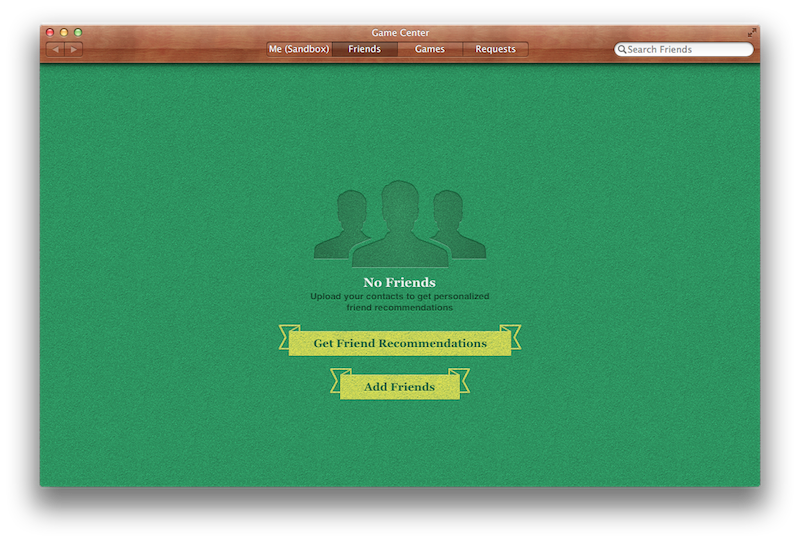 Game Center
Me (Sandbox) Friends Games Requests
Search Friends
No Friends
Upload your contacts to get personalized
friend recommendations
Get Friend Recommendations
Add Friends